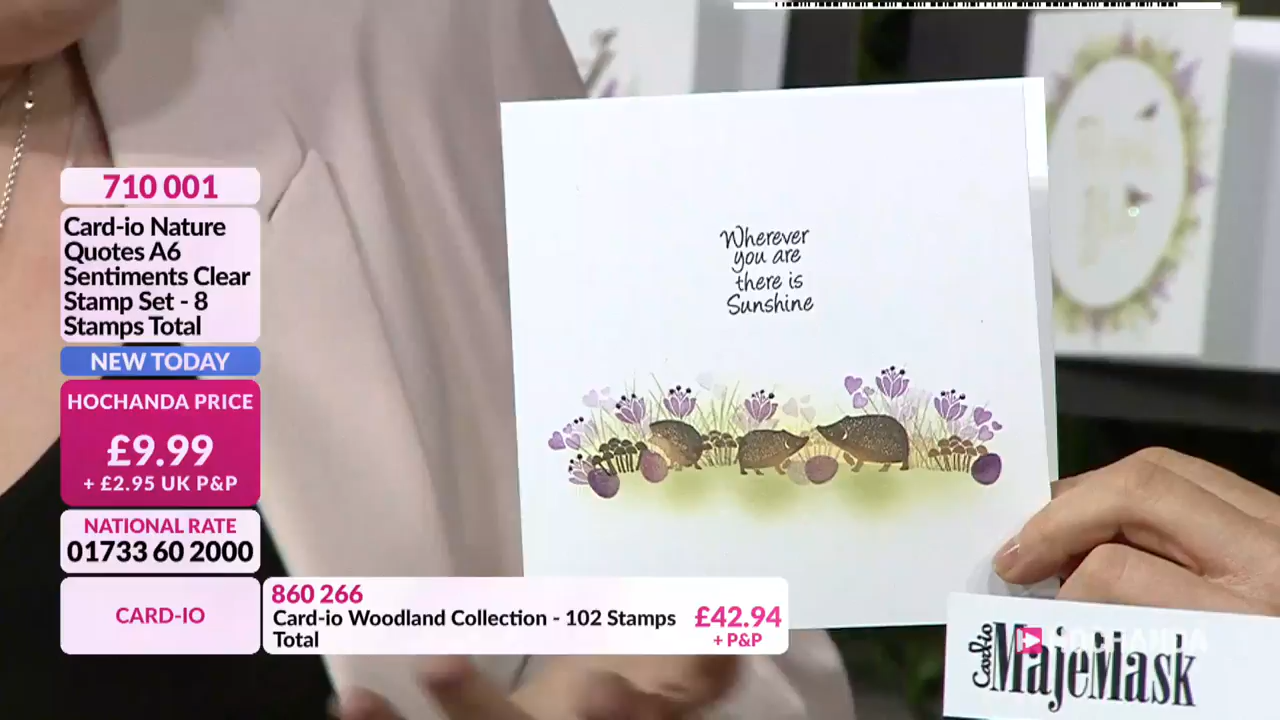 710 001
Card-io Nature
Quotes A6
Sentiments Clear
Stamp Set - 8
Stamps Total
NEW TODAY
HOCHANDA PRICE
£9.99
+ £2.95 UK P&P
NATIONAL RATE
01733 60 2000
CARD-IO
860 266
Card-io Woodland Collection - 102 Stamps
Total
£42.94
+ P&P
Wherever
you are
there is
Sunshine
Cardio
MajeMask
HOCHANDA